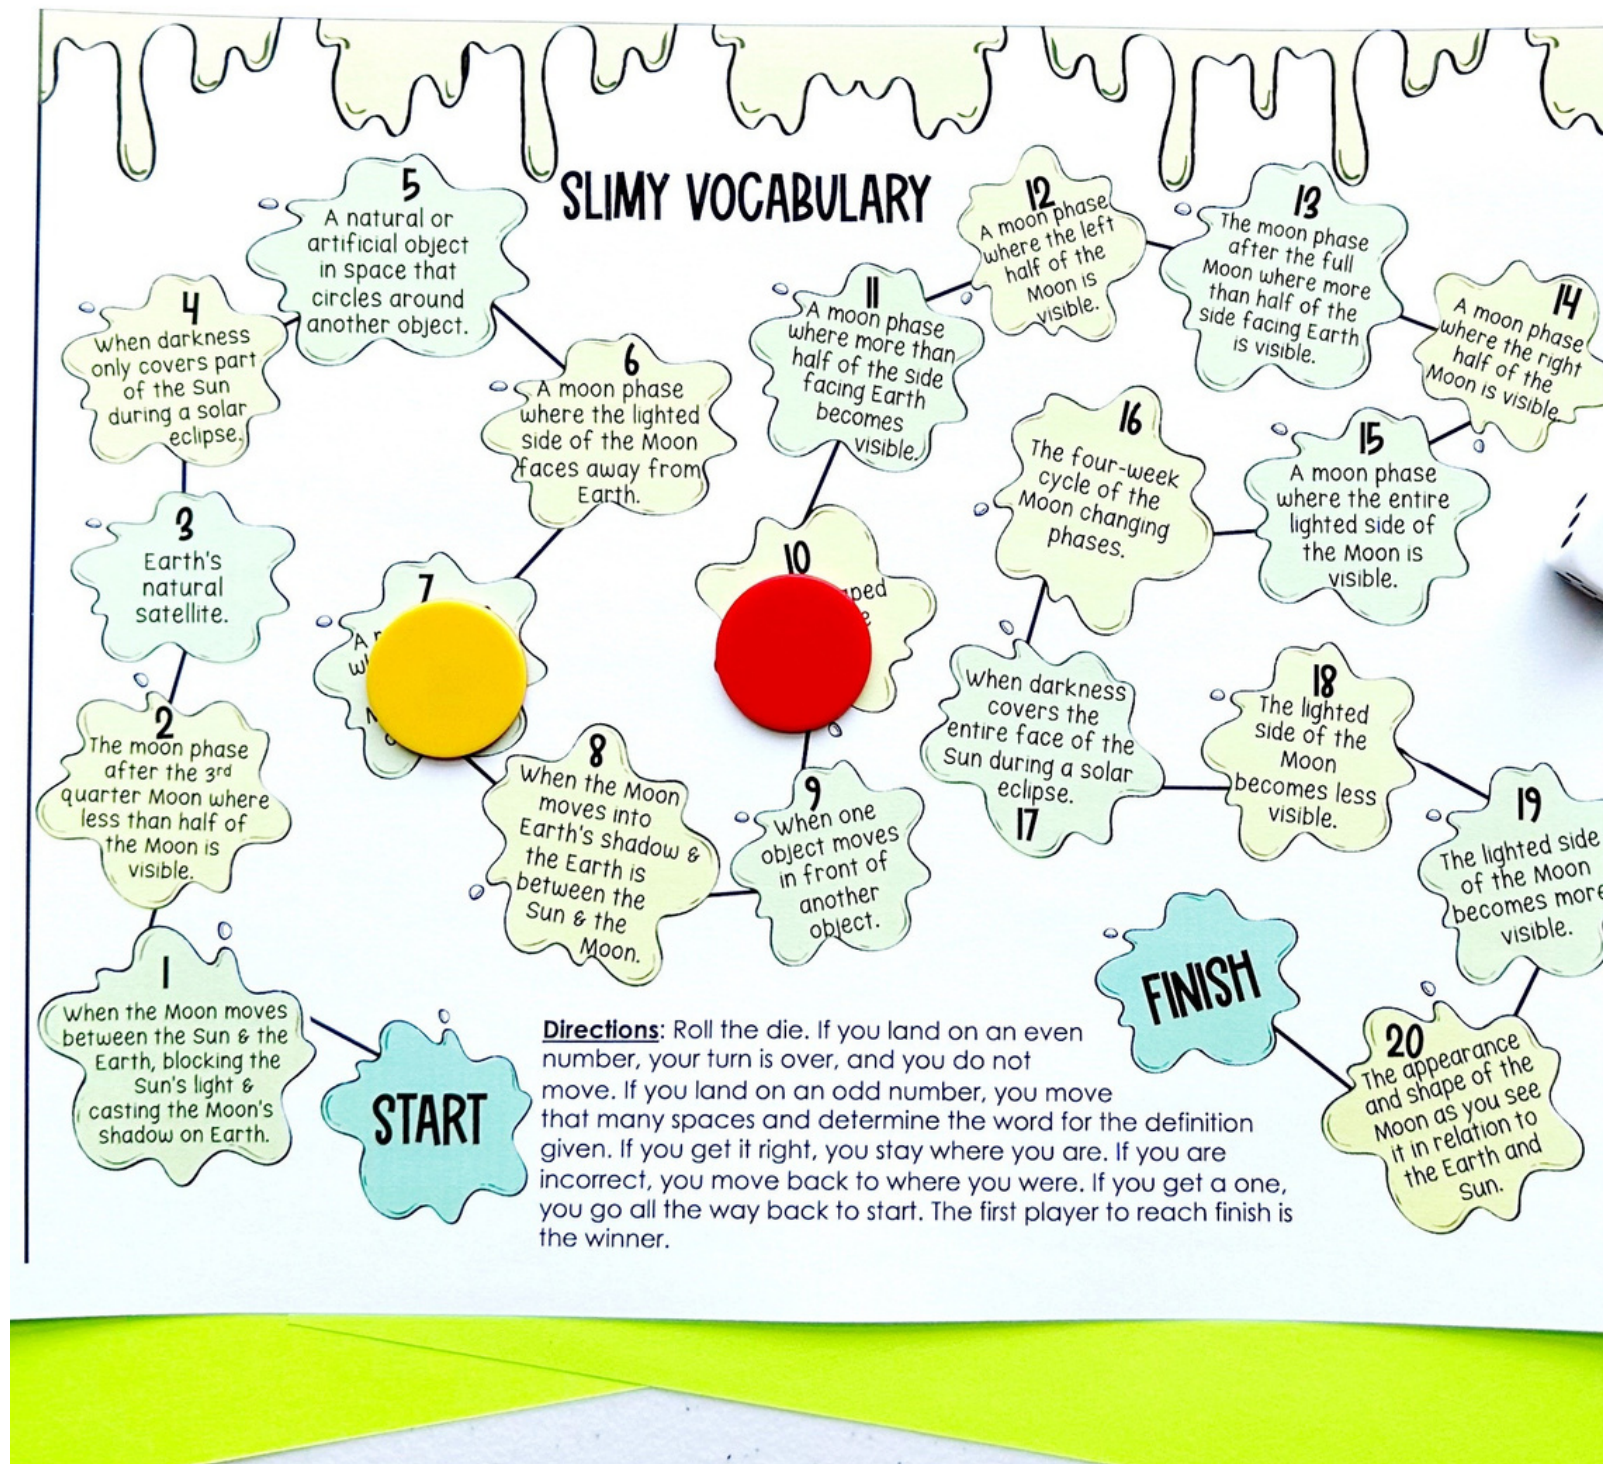 SLIMY VOCABULARY
1
When the Moon moves
between the Sun & the
Earth, blocking the
Sun's light &
casting the Moon's
shadow on Earth.
2
The moon phase
after the 3rd
quarter Moon where
less than half of
the Moon is
visible.
3
Earth's
natural
satellite.
4
When darkness
only covers part
of the Sun
during a solar
eclipse.
5
A natural or
artificial object
in space that
circles around
another object.
6
A moon phase
where the lighted
side of the Moon
faces away from
Earth.
7
A
8
When the Moon
moves into
Earth's shadow &
the Earth is
between the
Sun & the
Moon.
9
When one
object moves
in front of
another
object.
10
11
A moon phase
where more than
half of the side
facing Earth
becomes
visible.
12
A moon phase
where the left
half of the
Moon is
visible.
13
The moon phase
after the full
Moon where more
than half of the
side facing Earth
is visible.
14
A moon phase
where the right
half of the
Moon is visible.
15
A moon phase
where the entire
lighted side of
the Moon is
visible.
16
The four-week
cycle of the
Moon changing
phases.
When darkness
covers the
entire face of the
Sun during a solar
eclipse.
17
18
The lighted
side of the
Moon
becomes less
visible.
19
The lighted side
of the Moon
becomes more
visible.
20
The appearance
and shape of the
Moon as you see
it in relation to
the Earth and
Sun.
FINISH
START
Directions: Roll the die. If you land on an even
number, your turn is over, and you do not
move. If you land on an odd number, you move
that many spaces and determine the word for the definition
given. If you get it right, you stay where you are. If you are
incorrect, you move back to where you were. If you get a one,
you go all the way back to start. The first player to reach finish is
the winner.